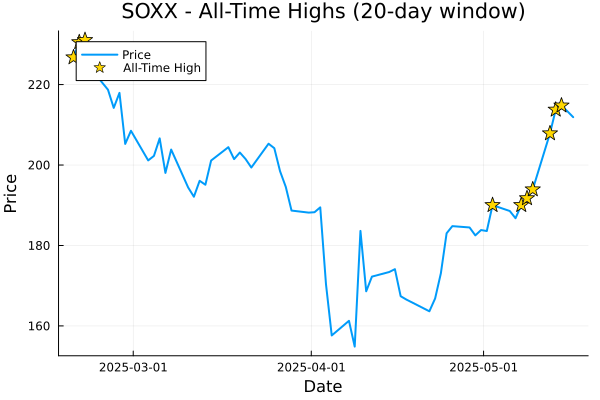 SOXX - All-Time Highs (20-day window)
Price
All-Time High
220
200
180
160
Price
2025-03-01
2025-04-01
2025-05-01
Date